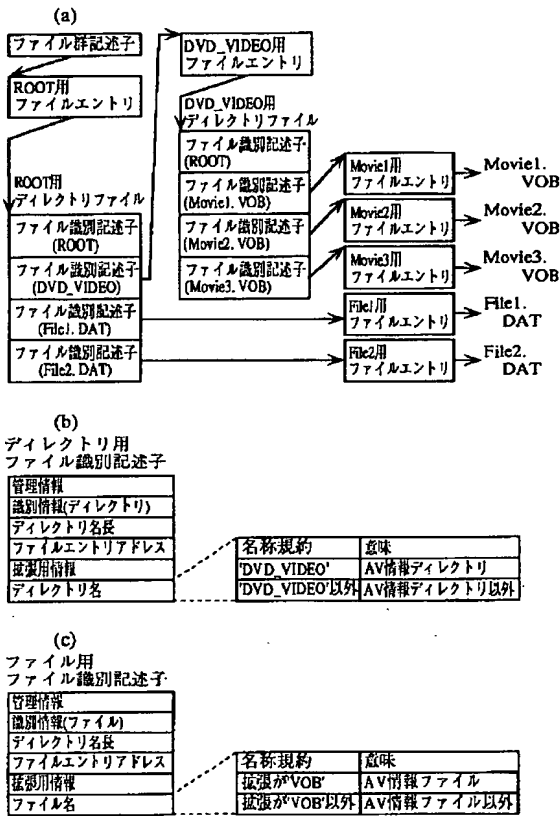 (a)
ファイル群記述子
ROOT用
ファイルエントリ
ROOT用
ディレクトリファイル
ファイル識別記述子
(ROOT)
ファイル識別記述子
(DVD_VIDEO)
ファイル識別記述子
(File1. DAT)
ファイル識別記述子
(File2. DAT)
DVD_VIDEO用
ファイルエントリ
DVD_VIDEO用
ディレクトリファイル
ファイル識別記述子
(ROOT)
ファイル識別記述子
(Movie1. VOB)
ファイル識別記述子
(Movie2. VOB)
ファイル識別記述子
(Movie3. VOB)
Movie1用
ファイルエントリ
Movie1.
VOB
Movie2用
ファイルエントリ
Movie2.
VOB
Movie3用
ファイルエントリ
Movie3.
VOB
File1用
ファイルエントリ
File1.
DAT
File2用
ファイルエントリ
File2.
DAT
(b)
ディレクトリ用
ファイル識別記述子
管理情報
識別情報(ディレクトリ)
ディレクトリ名長
ファイルエントリアドレス
拡張用情報
ディレクトリ名
名称規約 意味
'DVD_VIDEO' AV情報ディレクトリ
'DVD_VIDEO'以外 AV情報ディレクトリ以外
(c)
ファイル用
ファイル識別記述子
管理情報
識別情報(ファイル)
ディレクトリ名長
ファイルエントリアドレス
拡張用情報
ファイル名
名称規約 意味
拡張が'VOB' AV情報ファイル
拡張が'VOB'以外 AV情報ファイル以外